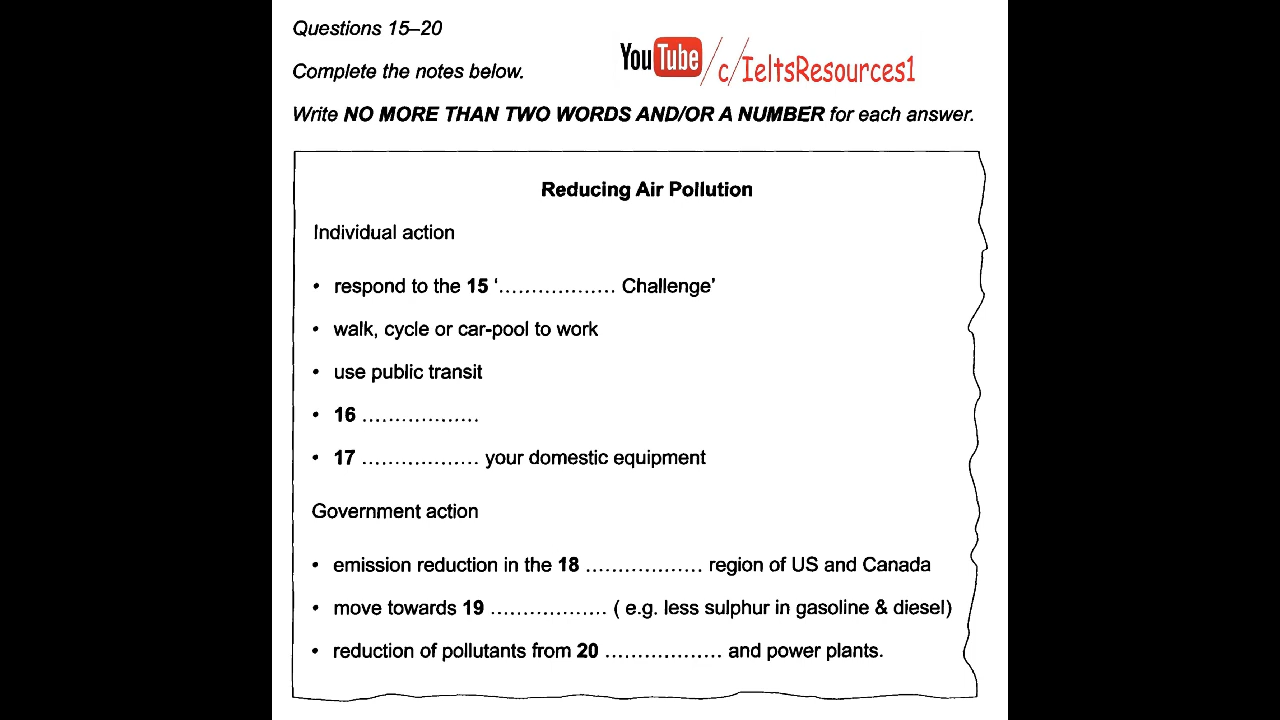 Questions 15–20
YouTube/c/IeltsResources1
Complete the notes below.
Write NO MORE THAN TWO WORDS AND/OR A NUMBER for each answer.
Reducing Air Pollution
Individual action
• respond to the 15 '.................. Challenge'
• walk, cycle or car-pool to work
• use public transit
• 16 ..................
• 17 .................. your domestic equipment
Government action
• emission reduction in the 18 .................. region of US and Canada
• move towards 19 .................. ( e.g. less sulphur in gasoline & diesel)
• reduction of pollutants from 20 .................. and power plants.